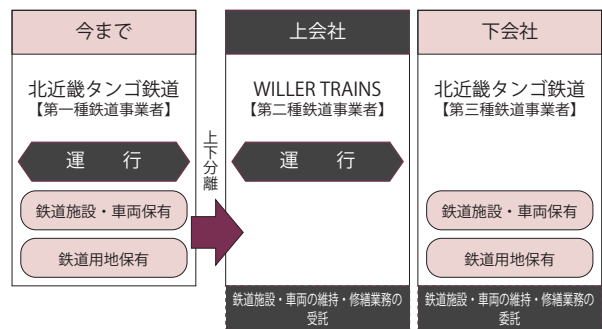 今まで
北近畿タンゴ鉄道
【第一種鉄道事業者】
運 行
鉄道施設・車両保有
鉄道用地保有
上下分離
上会社
WILLER TRAINS
【第二種鉄道事業者】
運 行
鉄道施設・車両の維持・修繕業務の
受託
下会社
北近畿タンゴ鉄道
【第三種鉄道事業者】
鉄道施設・車両保有
鉄道用地保有
鉄道施設・車両の維持・修繕業務の
委託